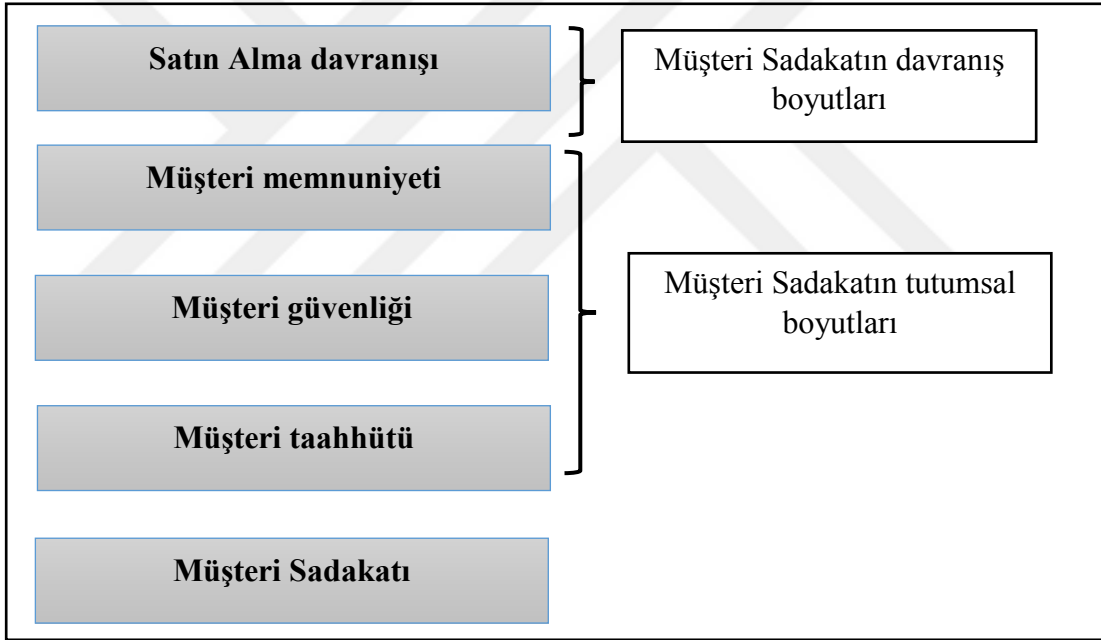 Satın Alma davranışı
Müşteri Sadakatın davranış
boyutları
Müşteri memnuniyeti
Müşteri güvenliği
Müşteri Sadakatın tutumsal
boyutları
Müşteri taahhütü
Müşteri Sadakatı